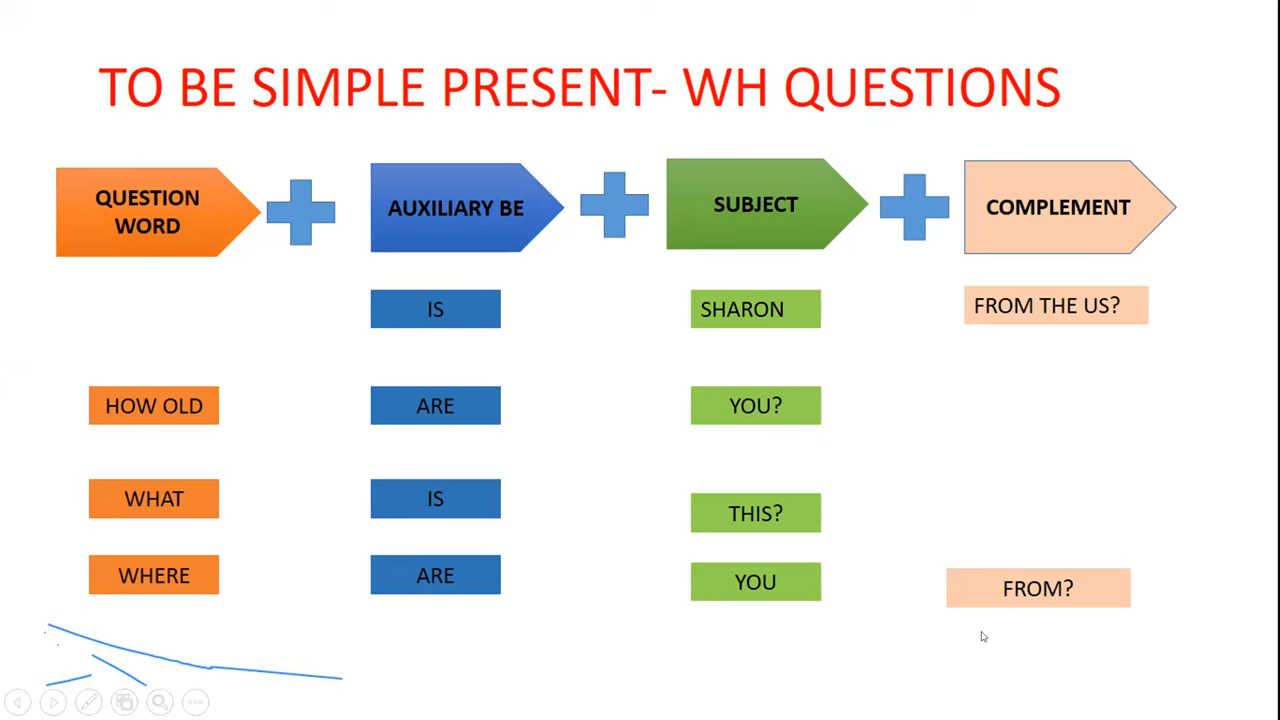 TO BE SIMPLE PRESENT- WH QUESTIONS
QUESTION
WORD
AUXILIARY BE
SUBJECT
COMPLEMENT
IS
SHARON
FROM THE US?
HOW OLD
ARE
YOU?
WHAT
IS
THIS?
WHERE
ARE
YOU
FROM?